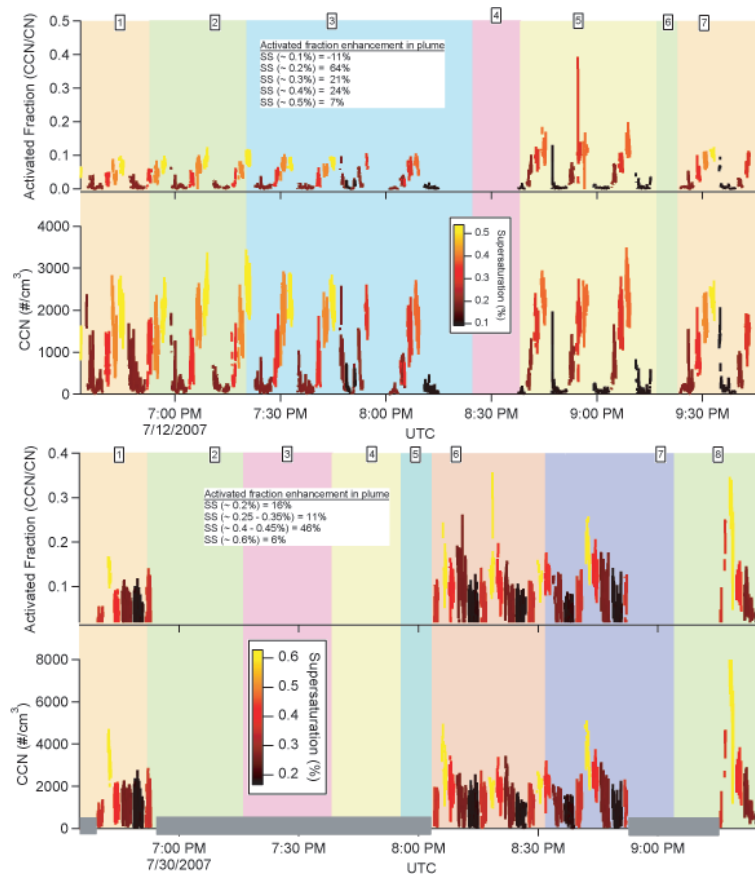 1 2 3 4 5 6 7
0.5
0.4
0.3
0.2
0.1
0.0
Activated Fraction (CCN/CN)
Activated fraction enhancement in plume
SS (~ 0.1%) = -11%
SS (~ 0.2%) = 64%
SS (~ 0.3%) = 21%
SS (~ 0.4%) = 24%
SS (~ 0.5%) = 7%
4000
3000
2000
1000
0
CCN (#/cm3)
0.5
0.4
0.3
0.2
0.1
Supersaturation (%)
7:00 PM 7:30 PM 8:00 PM 8:30 PM 9:00 PM 9:30 PM
7/12/2007 UTC
1 2 3 4 5 6 7 8
0.4
0.3
0.2
0.1
Activated Fraction (CCN/CN)
Activated fraction enhancement in plume
SS (~ 0.2%) = 16%
SS (~ 0.25 - 0.35%) = 11%
SS (~ 0.4 - 0.45%) = 46%
SS (~ 0.6%) = 6%
8000
6000
4000
2000
0
CCN (#/cm3)
0.6
0.5
0.4
0.3
0.2
Supersaturation (%)
7:00 PM 7:30 PM 8:00 PM 8:30 PM 9:00 PM
7/30/2007 UTC